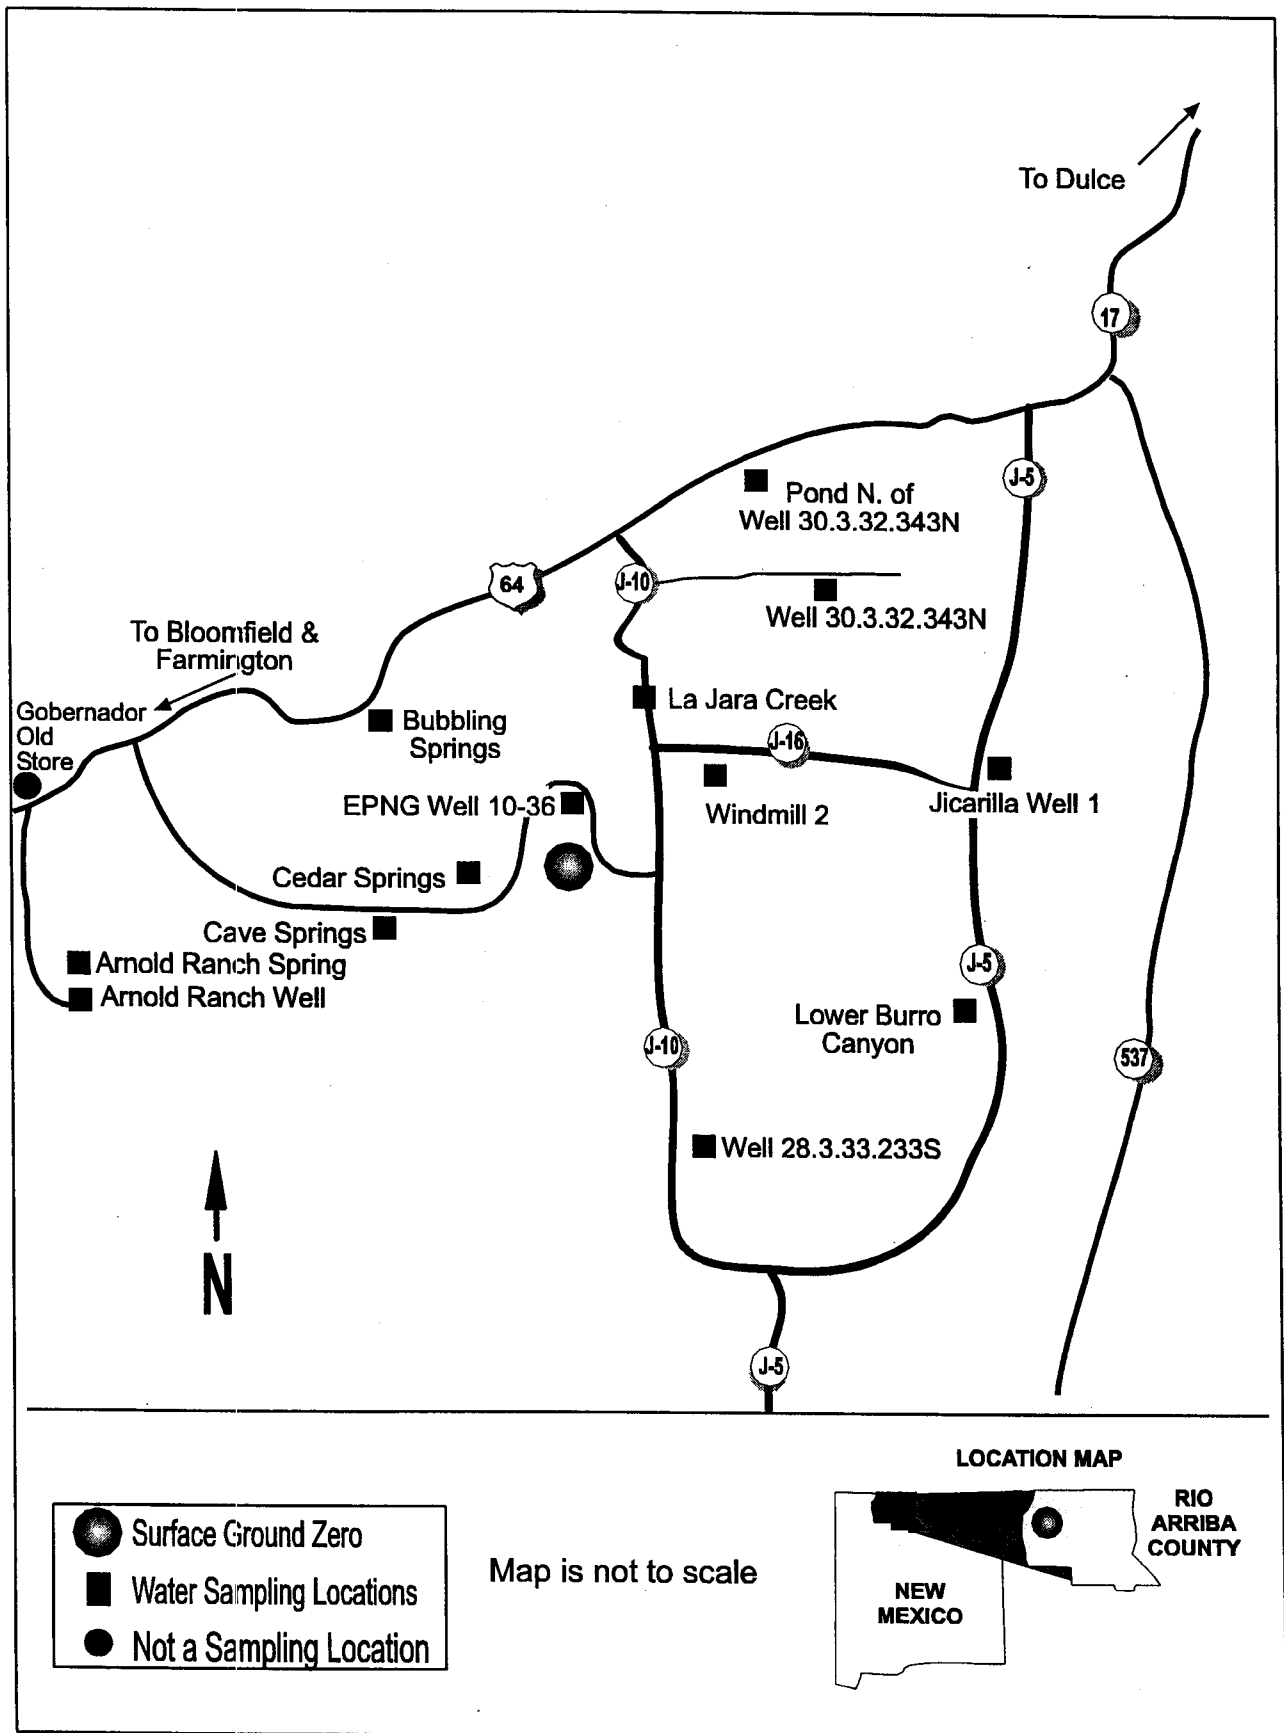 To Dulce
17
J-5
Pond N. of
Well 30.3.32.343N
64
J-10
Well 30.3.32.343N
To Bloomfield &
Farmington
Gobernador
Old
Store
Bubbling
Springs
La Jara Creek
J-16
EPNG Well 10-36
Windmill 2
Jicarilla Well 1
Cedar Springs
Cave Springs
Arnold Ranch Spring
Arnold Ranch Well
J-5
Lower Burro
Canyon
J-10
537
Well 28.3.33.233S
N
J-5
LOCATION MAP
Surface Ground Zero
Water Sampling Locations
Not a Sampling Location
Map is not to scale
RIO
ARRIBA
COUNTY
NEW
MEXICO